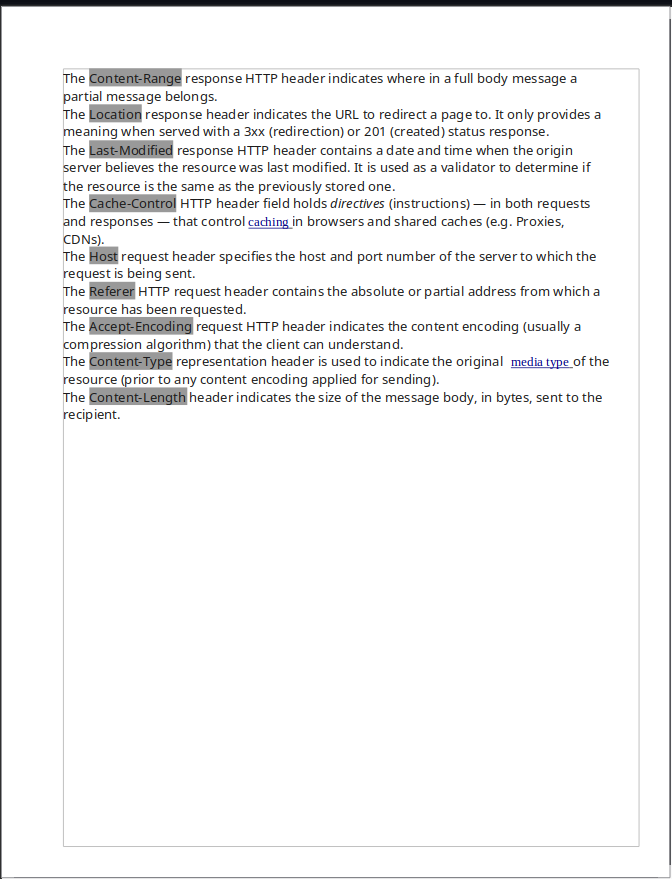 The Content-Range response HTTP header indicates where in a full body message a
partial message belongs.
The Location response header indicates the URL to redirect a page to. It only provides a
meaning when served with a 3xx (redirection) or 201 (created) status response.
The Last-Modified response HTTP header contains a date and time when the origin
server believes the resource was last modified. It is used as a validator to determine if
the resource is the same as the previously stored one.
The Cache-Control HTTP header field holds directives (instructions) — in both requests
and responses — that control caching in browsers and shared caches (e.g. Proxies,
CDNs).
The Host request header specifies the host and port number of the server to which the
request is being sent.
The Referer HTTP request header contains the absolute or partial address from which a
resource has been requested.
The Accept-Encoding request HTTP header indicates the content encoding (usually a
compression algorithm) that the client can understand.
The Content-Type representation header is used to indicate the original media type of the
resource (prior to any content encoding applied for sending).
The Content-Length header indicates the size of the message body, in bytes, sent to the
recipient.